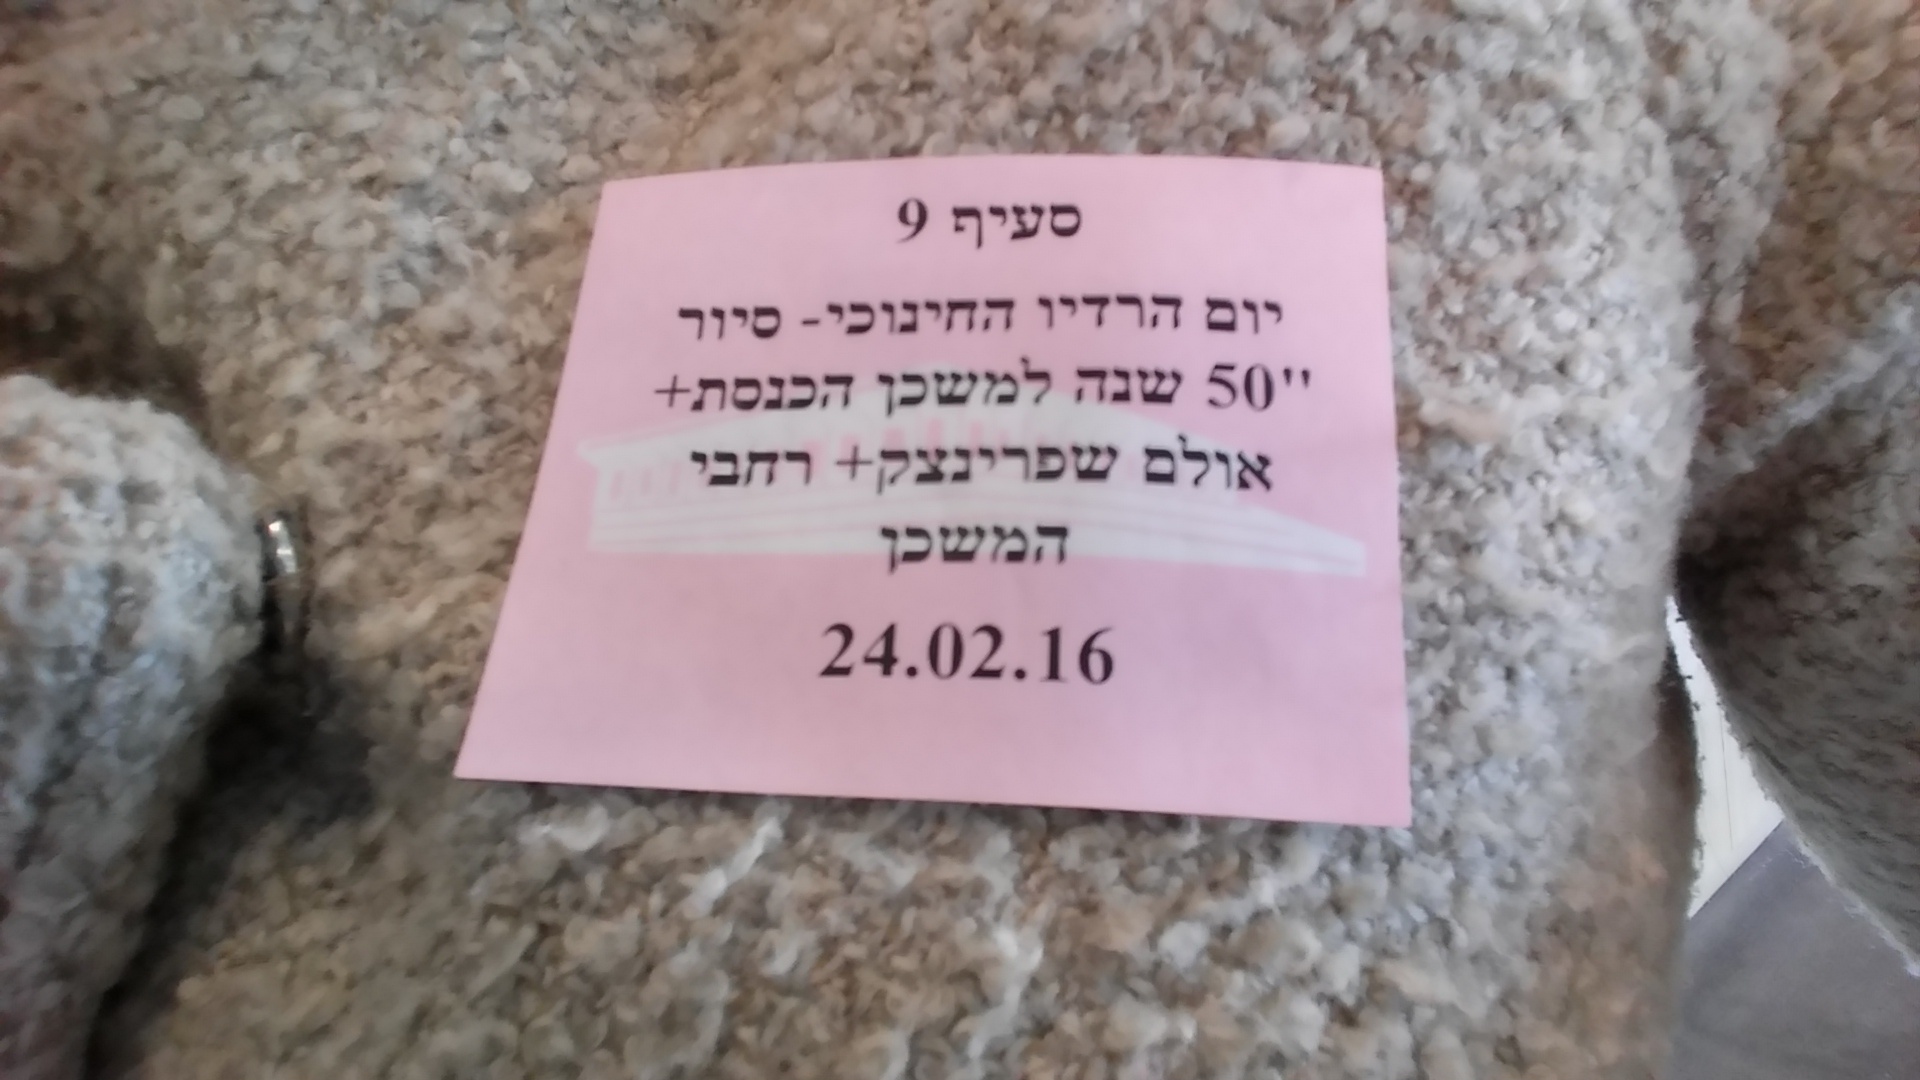 סעיף 9
יום הרדיו החינוכי- סיור
"50 שנה למשכן הכנסת+
אולם שפרינצק+ רחבי
המשכן
24.02.16